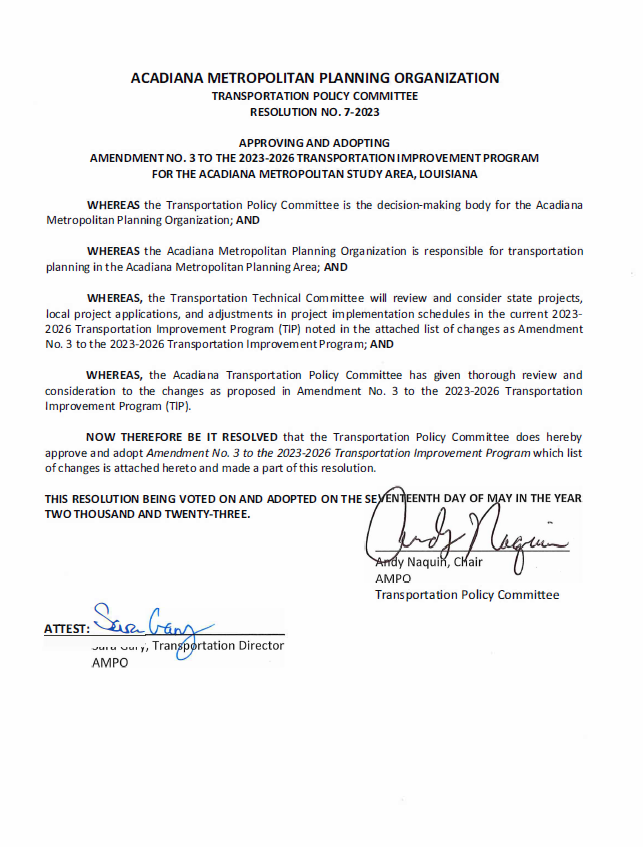 ACADIANA METROPOLITAN PLANNING ORGANIZATION
TRANSPORTATION POLICY COMMITTEE
RESOLUTION NO. 7-2023
APPROVING AND ADOPTING
AMENDMENT NO. 3 TO THE 2023-2026 TRANSPORTATION IMPROVEMENT PROGRAM
FOR THE ACADIANA METROPOLITAN STUDY AREA, LOUISIANA
WHEREAS the Transportation Policy Committee is the decision-making body for the Acadiana
Metropolitan Planning Organization; AND
WHEREAS the Acadiana Metropolitan Planning Organization is responsible for transportation
planning in the Acadiana Metropolitan Planning Area; AND
WHEREAS, the Transportation Technical Committee will review and consider state projects,
local project applications, and adjustments in project implementation schedules in the current 2023-
2026 Transportation Improvement Program (TIP) noted in the attached list of changes as Amendment
No. 3 to the 2023-2026 Transportation Improvement Program; AND
WHEREAS, the Acadiana Transportation Policy Committee has given thorough review and
consideration to the changes as proposed in Amendment No. 3 to the 2023-2026 Transportation
Improvement Program (TIP).
NOW THEREFORE BE IT RESOLVED that the Transportation Policy Committee does hereby
approve and adopt Amendment No. 3 to the 2023-2026 Transportation Improvement Program which list
of changes is attached hereto and made a part of this resolution.
THIS RESOLUTION BEING VOTED ON AND ADOPTED ON THE SEVENTEENTH DAY OF MAY IN THE YEAR
TWO THOUSAND AND TWENTY-THREE.
Andy Naquin
Andy Naquin, Chair
AMPO
Transportation Policy Committee
ATTEST: Sara Gary
Sara Gary, Transportation Director
AMPO